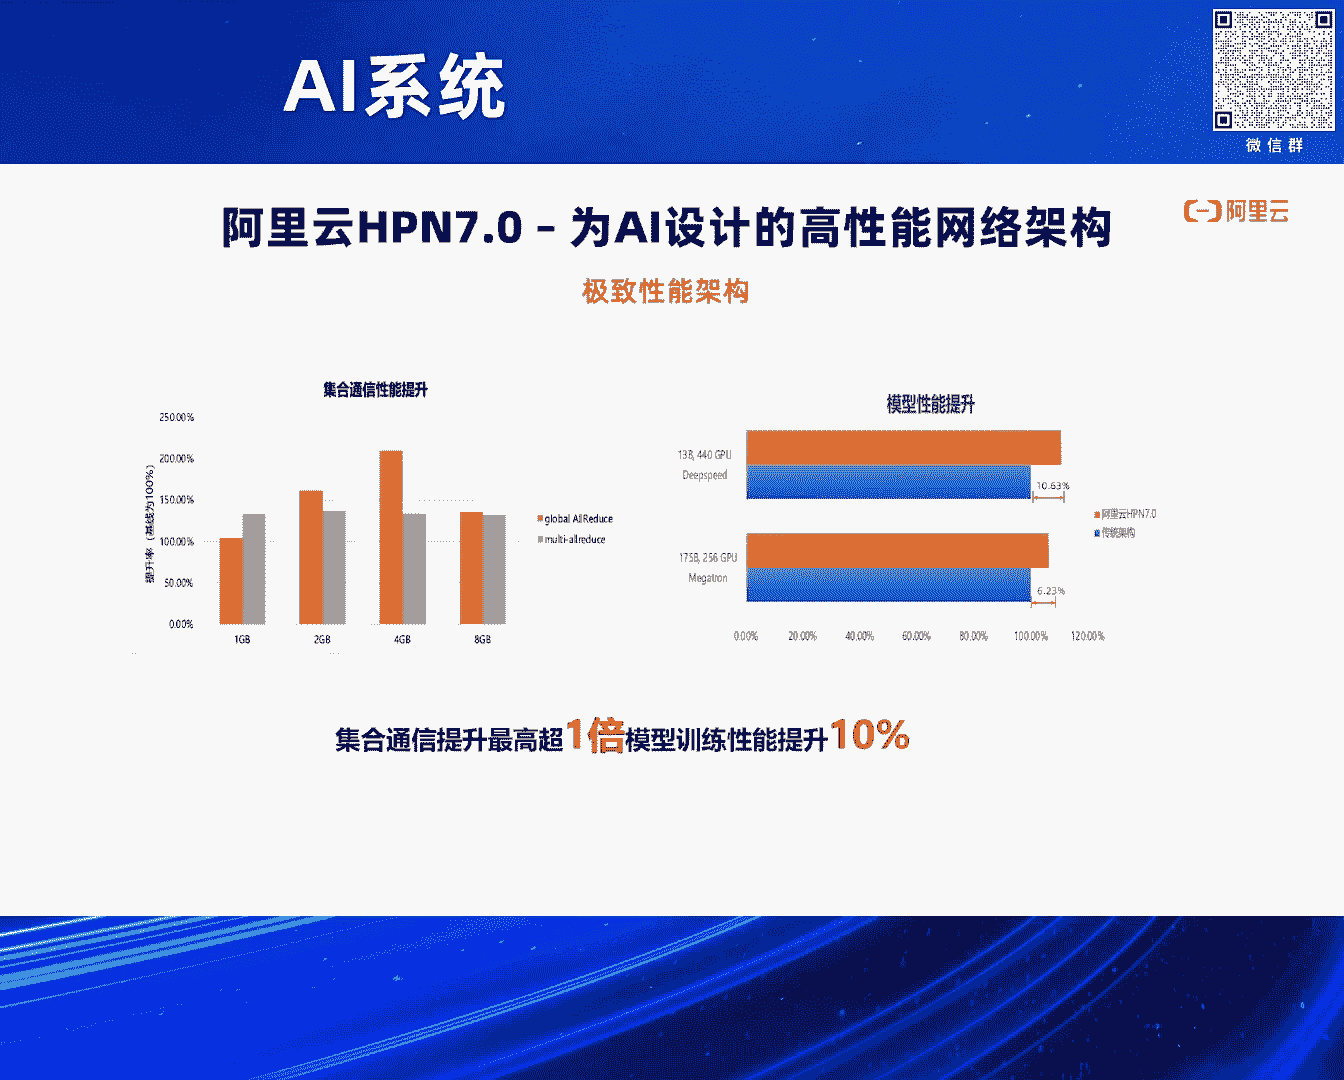 AI系统
微信群
阿里云HPN7.0 – 为AI设计的高性能网络架构
阿里云
极致性能架构
集合通信性能提升
提升率（基线为100%）
250.00%
200.00%
150.00%
100.00%
50.00%
0.00%
1GB 2GB 4GB 8GB
global AllReduce
multi-allreduce
模型性能提升
13B, 440 GPU
Deepspeed
10.63%
175B, 256 GPU
Megatron
6.23%
阿里云HPN7.0
传统架构
0.00% 20.00% 40.00% 60.00% 80.00% 100.00% 120.00%
集合通信提升最高超1倍模型训练性能提升10%